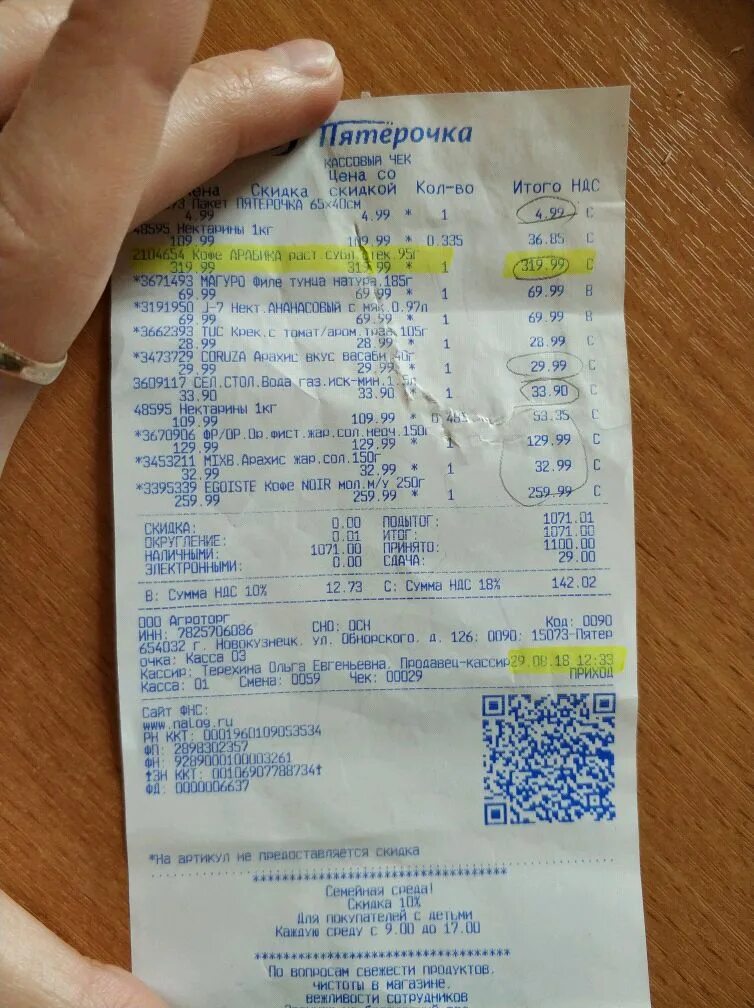 Пятёрочка
КАССОВЫЙ ЧЕК
Цена со
Скидка скидкой Кол-во Итого НДС
Пакет ПЯТЕРОЧКА 65х40см
4.99 4.99 * 1 4.99 С
48595 Нектарины 1кг
109.99 109.99 * 0.335 36.85 С
2104654 Кофе АРАБИКА раст субл стек.95г
319.99 319.99 * 1 319.99 С
*3671493 МАГУРО Филе тунца натура.185г
69.99 69.99 * 1 69.99 В
*3191950 J-7 Нект.АНАНАСОВЫЙ с мяк.0.97л
69.99 69.99 * 1 69.99 В
*3662393 TUC Крек.с томат/аром.трав.105г
28.99 28.99 * 1 28.99 С
*3473729 CORUZA Арахис вкус васаби.40г
29.99 29.99 * 1 29.99 С
3609117 СЕЛ.СТОЛ.Вода газ.иск-мин.1.5л
33.90 33.90 * 1 33.90 С
48595 Нектарины 1кг
109.99 109.99 * 0.485 53.35 С
*3670906 ФР/ОР.Ор.фист.жар.сол.неоч.150г
129.99 129.99 * 1 129.99 С
*3453211 MIXB.Арахис жар.сол.150г
32.99 32.99 * 1 32.99 С
*3395339 EGOISTE Кофе NOIR мол.м/у 250г
259.99 259.99 * 1 259.99 С
СКИДКА: 0.00 ПОДЫТОГ: 1071.01
ОКРУГЛЕНИЕ: 0.01 ИТОГ: 1071.00
НАЛИЧНЫМИ: 1071.00 ПРИНЯТО: 1100.00
ЭЛЕКТРОННЫМИ: 0.00 СДАЧА: 29.00
В: Сумма НДС 10% 12.73 С: Сумма НДС 18% 142.02
ООО Агроторг
ИНН: 7825706086 СНО: ОСН Код: 0090
654032 г. Новокузнецк, ул. Обнорского, д. 126; 0090; 15073-Пятер
очка; Касса 03
Кассир: Терехина Ольга Евгеньевна, Продавец-кассир 29.08.18 12:33
Касса: 01 Смена: 0059 Чек: 00029 ПРИХОД
Сайт ФНС:
www.nalog.ru
РН ККТ: 0001960109053534
ФП: 2898302357
ФН: 9289000100003261
†ЗН ККТ: 00106907788734†
ФД: 0000006637
*На артикул не предоставляется скидка
**********************************
Семейная среда!
Скидка 10%
Для покупателей с детьми
Каждую среду с 9.00 до 17.00
**********************************
По вопросам свежести продуктов,
чистоты в магазине,
вежливости сотрудников